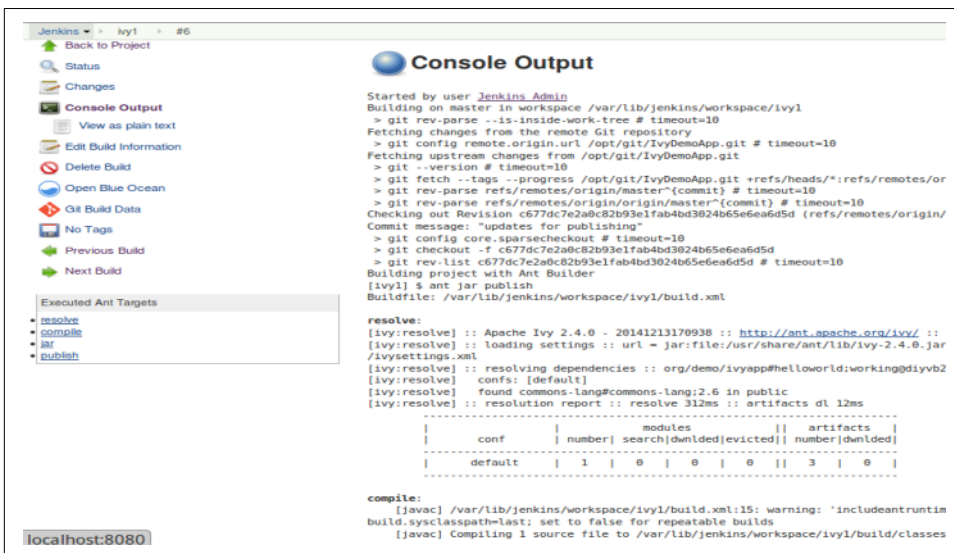 Jenkins ivy1 #6
Back to Project
Status
Changes
Console Output
View as plain text
Edit Build Information
Delete Build
Open Blue Ocean
Git Build Data
No Tags
Previous Build
Next Build
Executed Ant Targets
resolve
compile
jar
publish
Console Output
Started by user Jenkins Admin
Building on master in workspace /var/lib/jenkins/workspace/ivy1
> git rev-parse --is-inside-work-tree # timeout=10
Fetching changes from the remote Git repository
> git config remote.origin.url /opt/git/IvyDemoApp.git # timeout=10
Fetching upstream changes from /opt/git/IvyDemoApp.git
> git --version # timeout=10
> git fetch --tags --progress /opt/git/IvyDemoApp.git +refs/heads/*:refs/remotes/or
> git rev-parse refs/remotes/origin/master^{commit} # timeout=10
> git rev-parse refs/remotes/origin/origin/master^{commit} # timeout=10
Checking out Revision c677dc7e2a0c82b93e1fab4bd3024b65e6ea6d5d (refs/remotes/origin/
Commit message: "updates for publishing"
> git config core.sparsecheckout # timeout=10
> git checkout -f c677dc7e2a0c82b93e1fab4bd3024b65e6ea6d5d
> git rev-list c677dc7e2a0c82b93e1fab4bd3024b65e6ea6d5d # timeout=10
Building project with Ant Builder
[ivy1] $ ant jar publish
Buildfile: /var/lib/jenkins/workspace/ivy1/build.xml
resolve:
[ivy:resolve] :: Apache Ivy 2.4.0 - 20141213170938 :: http://ant.apache.org/ivy/ ::
[ivy:resolve] :: loading settings :: url = jar:file:/usr/share/ant/lib/ivy-2.4.0.jar
/ivysettings.xml
[ivy:resolve] :: resolving dependencies :: org/demo/ivyapp#helloworld;working@diyvb2
[ivy:resolve] confs: [default]
[ivy:resolve] found commons-lang#commons-lang;2.6 in public
[ivy:resolve] :: resolution report :: resolve 312ms :: artifacts dl 12ms
---------------------------------------------------------------------
| | modules || artifacts |
| conf | number| search|dwnlded|evicted|| number|dwnlded|
---------------------------------------------------------------------
| default | 1 | 0 | 0 | 0 || 3 | 0 |
---------------------------------------------------------------------
compile:
[javac] /var/lib/jenkins/workspace/ivy1/build.xml:15: warning: 'includeantruntim
build.sysclasspath=last; set to false for repeatable builds
[javac] Compiling 1 source file to /var/lib/jenkins/workspace/ivy1/build/classes
localhost:8080